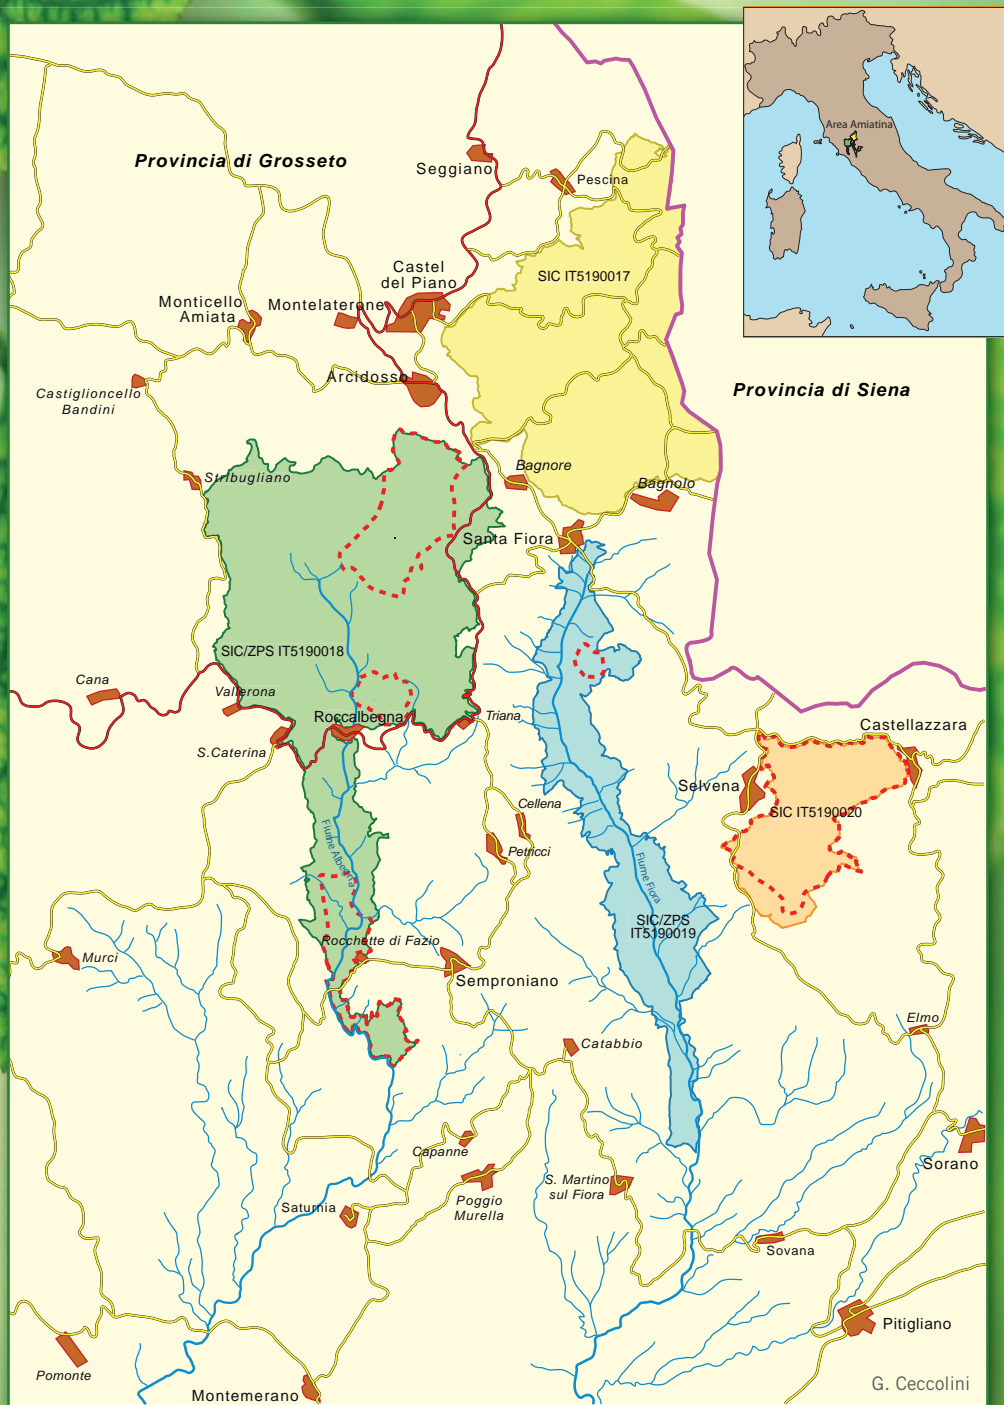 Area Amiatina
Provincia di Grosseto
Seggiano
Pescina
Castel
del Piano
SIC IT5190017
Monticello
Amiata
Montelaterone
Arcidosso
Provincia di Siena
Castiglioncello
Bandini
Stribugliano
Bagnore
Bagnolo
Santa Fiora
SIC/ZPS IT5190018
Cana
Vallerona
Roccalbegna
Triana
S.Caterina
Castellazzara
Selvena
SIC IT5190020
Cellena
Petricci
Fiume Albegna
Fiume Fiora
SIC/ZPS
IT5190019
Rocchette di Fazio
Murci
Semproniano
Elmo
Catabbio
Capanne
Sorano
S. Martino
sul Fiora
Poggio
Murella
Saturnia
Sovana
Pitigliano
Pomonte
Montemerano
G. Ceccolini